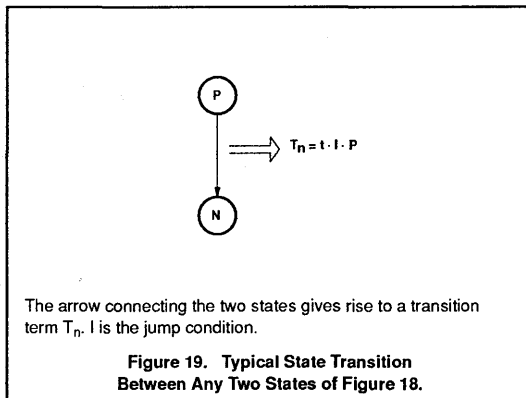 P
Tn = t · I · P
N
The arrow connecting the two states gives rise to a transition
term Tn. I is the jump condition.
Figure 19. Typical State Transition
Between Any Two States of Figure 18.